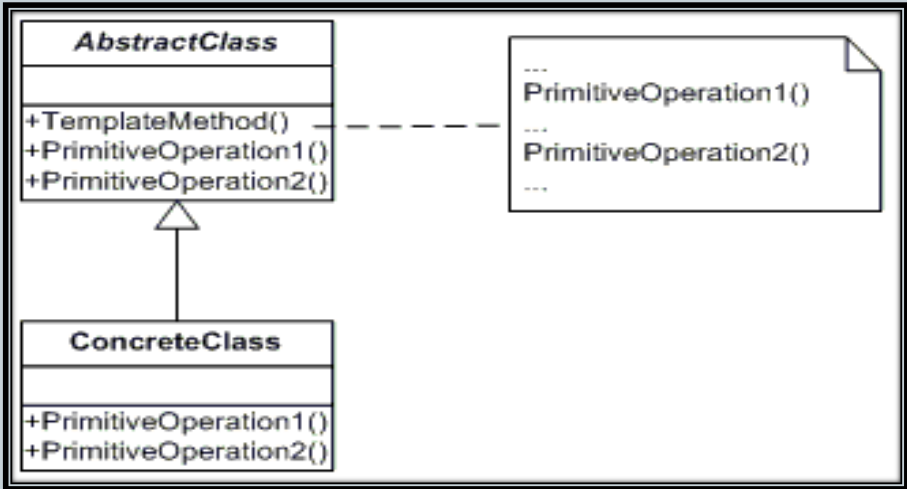 AbstractClass
+TemplateMethod()
+PrimitiveOperation1()
+PrimitiveOperation2()
...
PrimitiveOperation1()
...
PrimitiveOperation2()
...
ConcreteClass
+PrimitiveOperation1()
+PrimitiveOperation2()